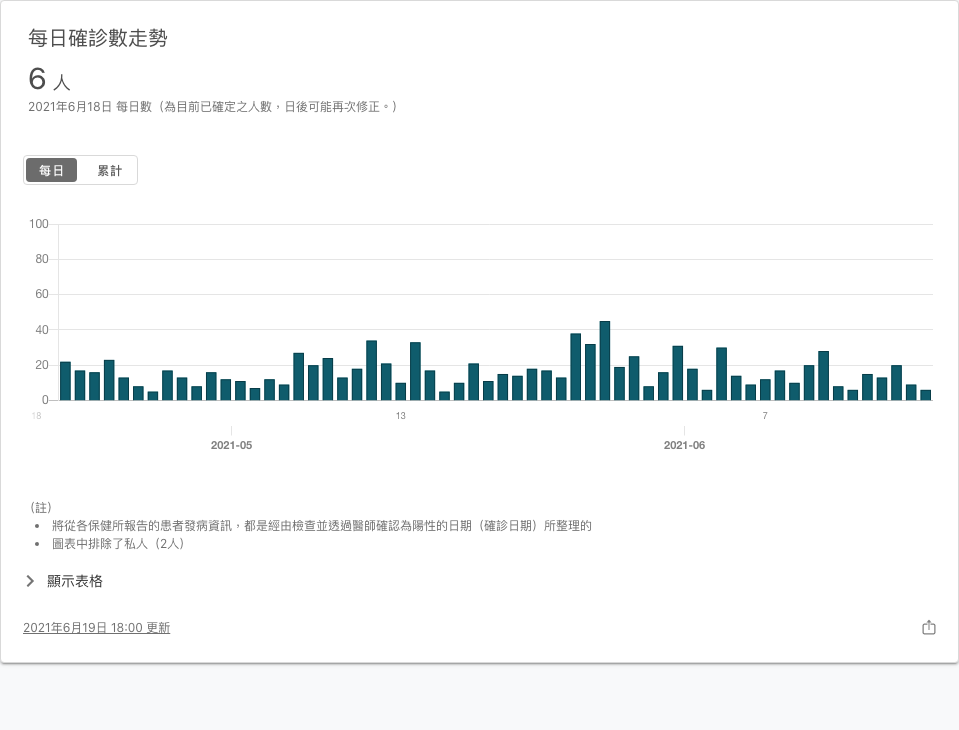 每日確診數走勢
6 人
2021年6月18日 每日數（為目前已確定之人數，日後可能再次修正。）
每日 累計
100
80
60
40
20
0
18 13 7
2021-05 2021-06
（註）
• 將從各保健所報告的患者發病資訊，都是經由檢查並透過醫師確認為陽性的日期（確診日期）所整理的
• 圖表中排除了私人（2人）
顯示表格
2021年6月19日 18:00 更新